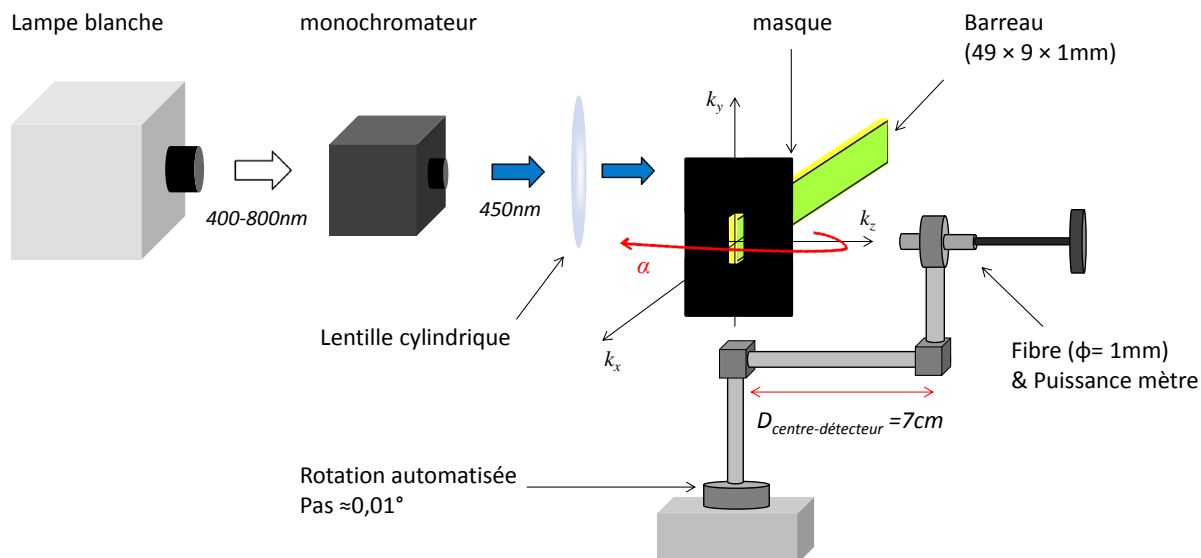 Lampe blanche
monochromateur
masque
Barreau
(49 × 9 × 1mm)
400-800nm
450nm
k_y
k_z
α
k_x
Lentille cylindrique
Fibre (ϕ= 1mm)
& Puissance mètre
D_centre-détecteur =7cm
Rotation automatisée
Pas ≈0,01°